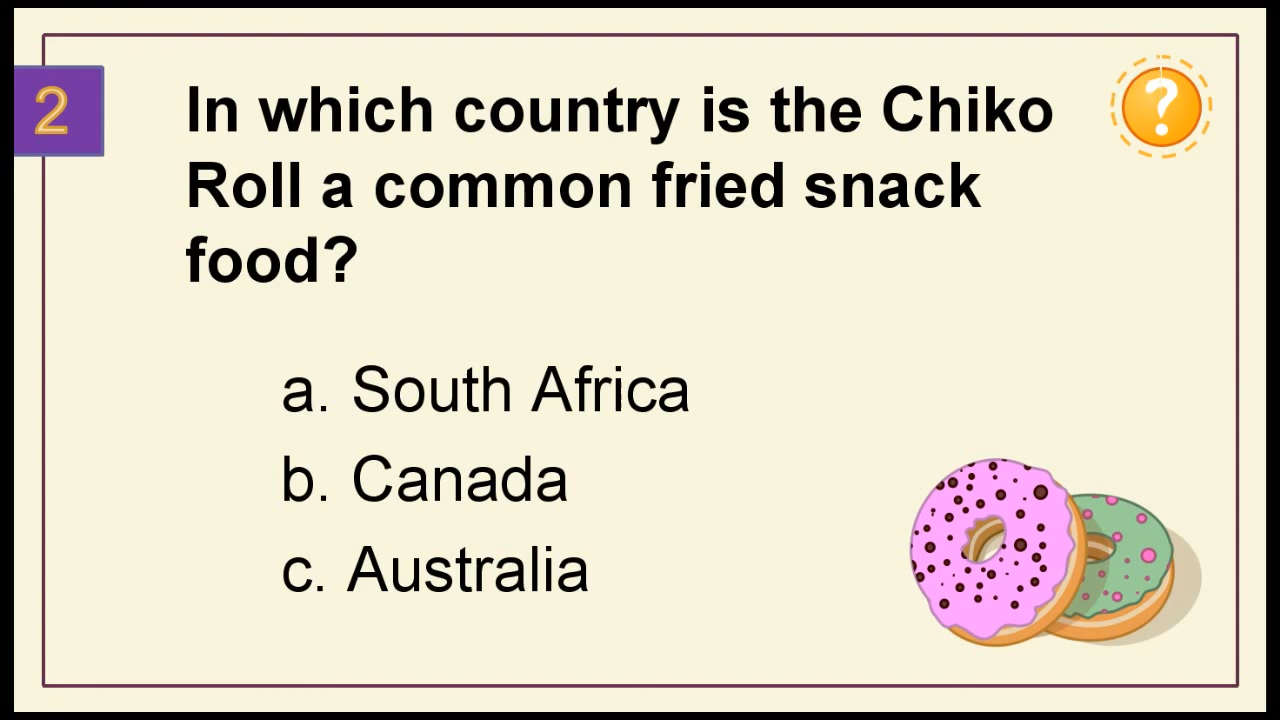 2
In which country is the Chiko
Roll a common fried snack
food?
?
a. South Africa
b. Canada
c. Australia